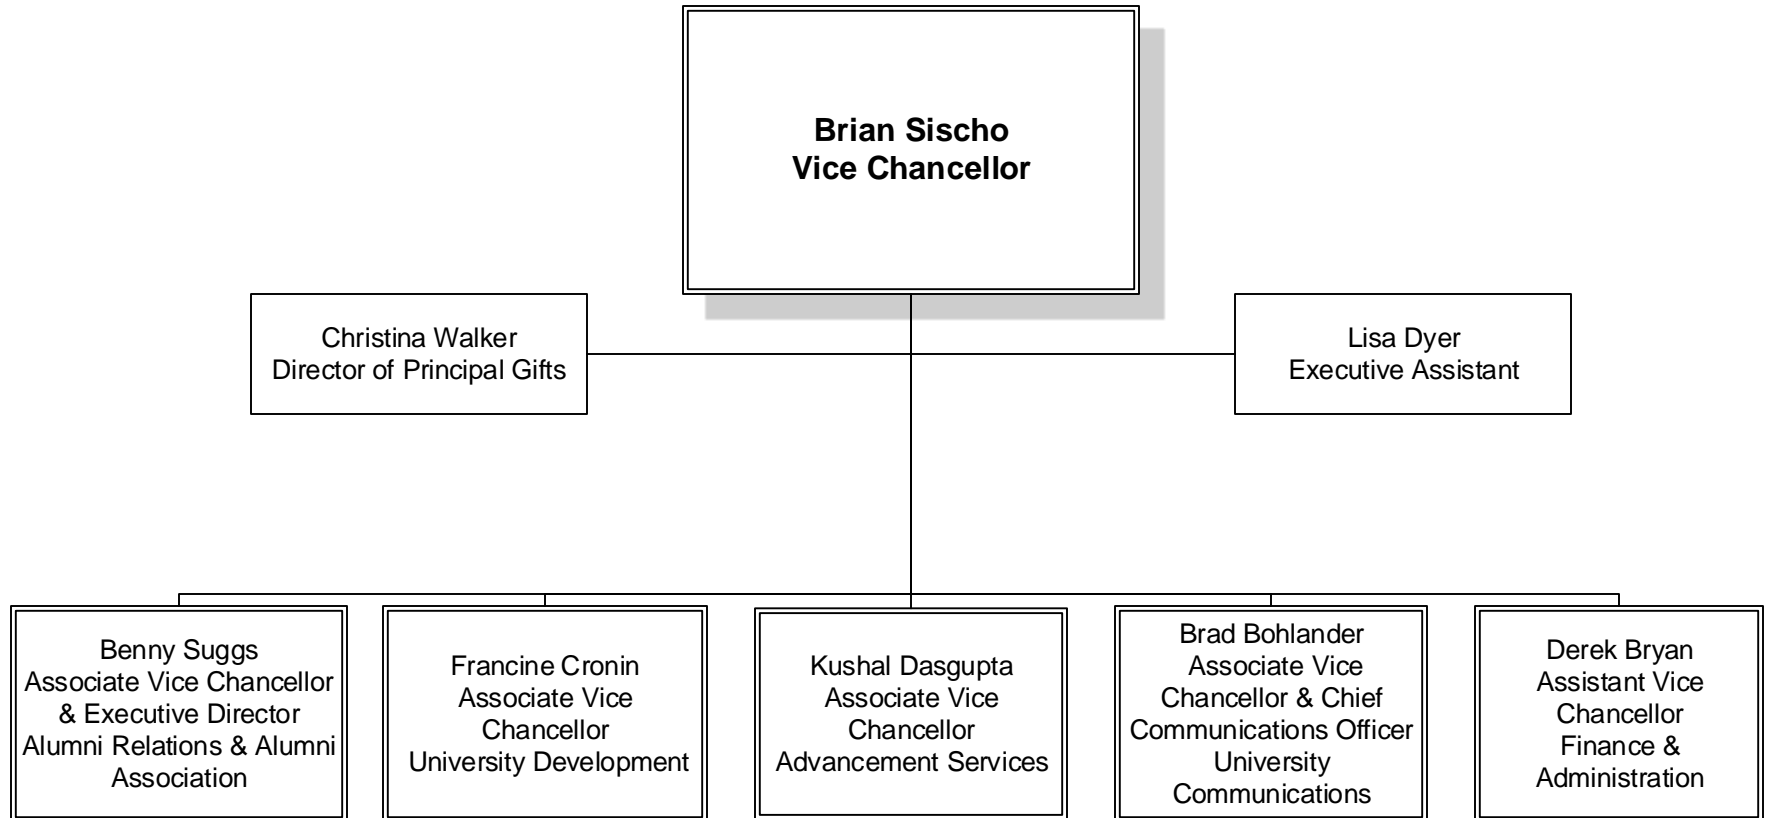 Brian Sischo
Vice Chancellor
Christina Walker
Director of Principal Gifts
Lisa Dyer
Executive Assistant
Benny Suggs
Associate Vice Chancellor
& Executive Director
Alumni Relations & Alumni
Association
Francine Cronin
Associate Vice
Chancellor
University Development
Kushal Dasgupta
Associate Vice
Chancellor
Advancement Services
Brad Bohlander
Associate Vice
Chancellor & Chief
Communications Officer
University
Communications
Derek Bryan
Assistant Vice
Chancellor
Finance &
Administration